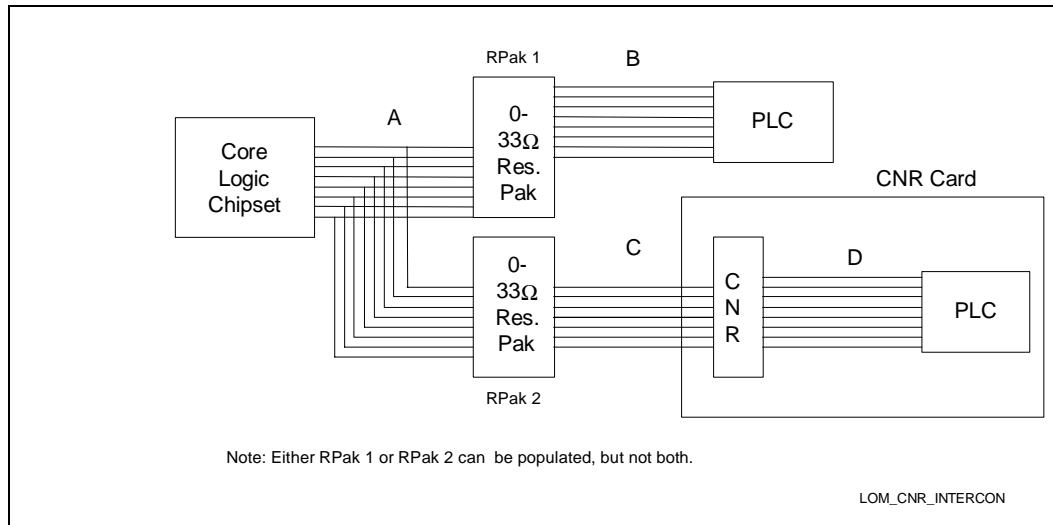 RPak 1
B
A
0-
33Ω
Res.
Pak
PLC
Core
Logic
Chipset
CNR Card
C
0-
33Ω
Res.
Pak
D
C
N
R
PLC
RPak 2
Note: Either RPak 1 or RPak 2 can be populated, but not both.
LOM_CNR_INTERCON